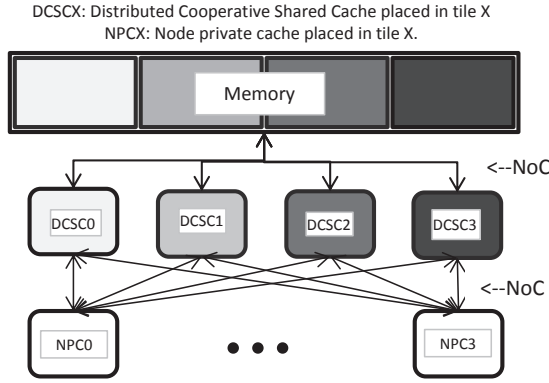 DCSCX: Distributed Cooperative Shared Cache placed in tile X
NPCX: Node private cache placed in tile X.
Memory
<--NoC
DCSC0 DCSC1 DCSC2 DCSC3
<--NoC
NPC0 NPC3